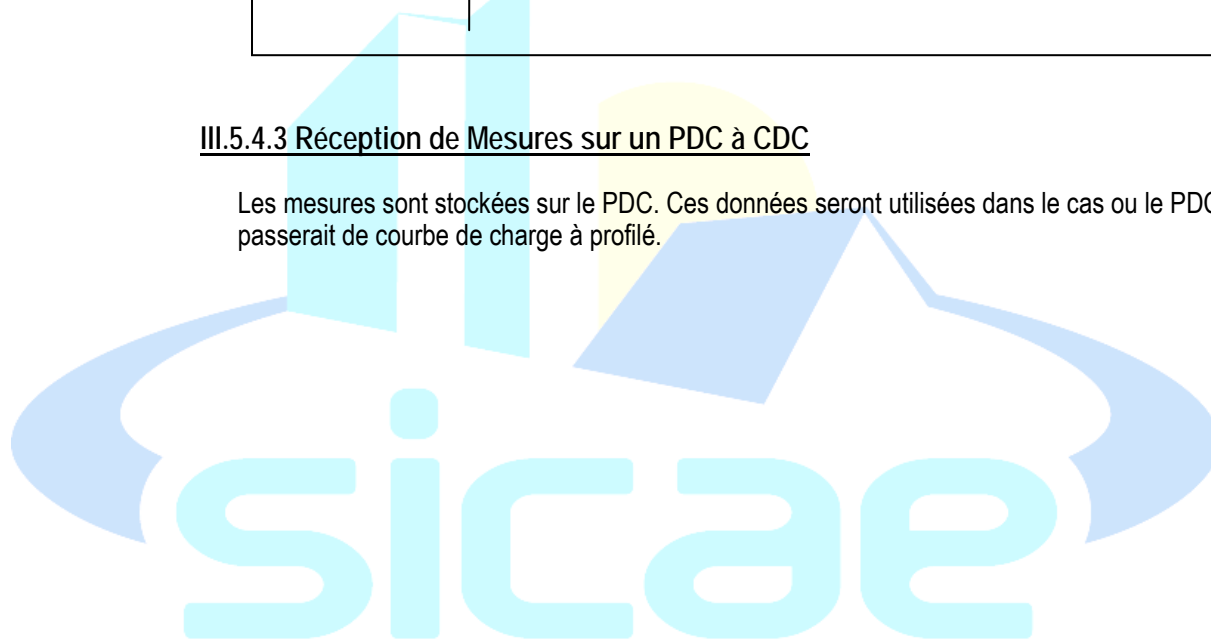 III.5.4.3 Réception de Mesures sur un PDC à CDC
Les mesures sont stockées sur le PDC. Ces données seront utilisées dans le cas ou le PDC
passerait de courbe de charge à profilé.
sicae